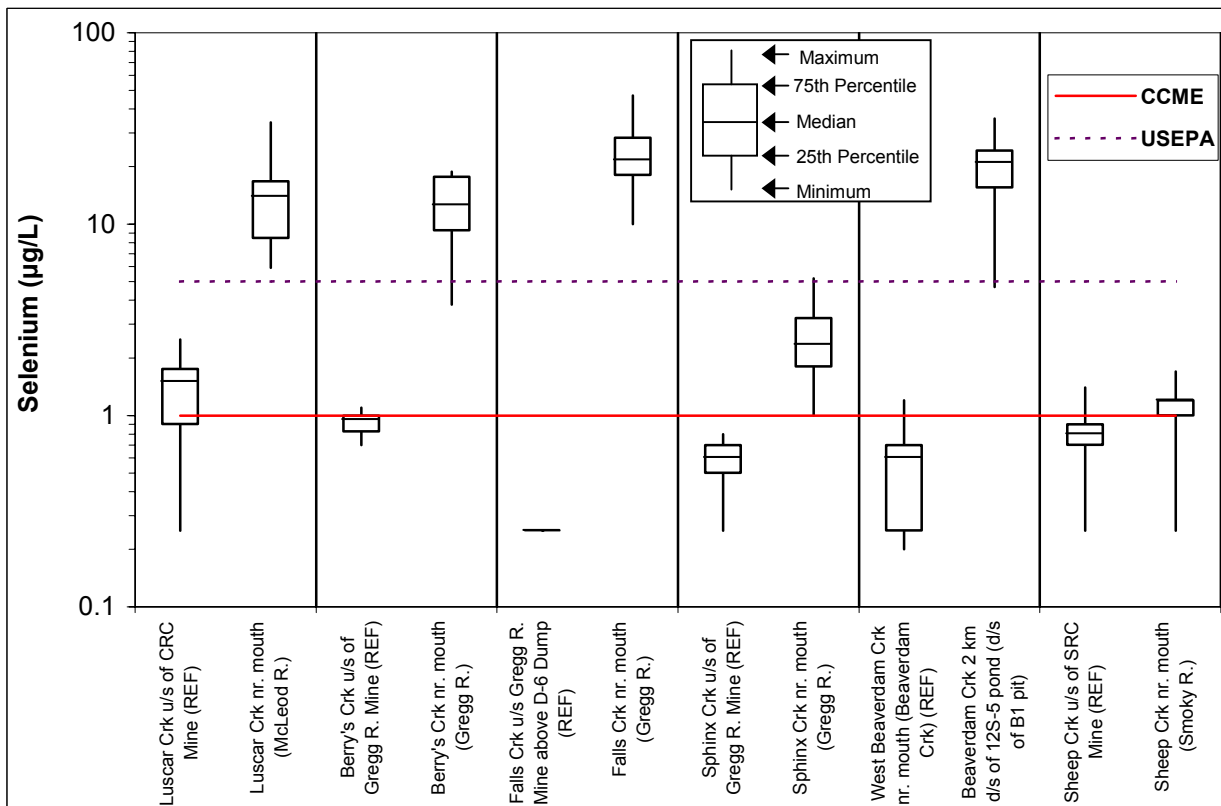 100
10
1
0.1
Selenium (µg/L)
Maximum
75th Percentile
Median
25th Percentile
Minimum
CCME
USEPA
Luscar Crk u/s of CRC
Mine (REF)
Luscar Crk nr. mouth
(McLeod R.)
Berry's Crk u/s of
Gregg R. Mine (REF)
Berry's Crk nr. mouth
(Gregg R.)
Falls Crk u/s Gregg R.
Mine above D-6 Dump
(REF)
Falls Crk nr. mouth
(Gregg R.)
Sphinx Crk u/s of
Gregg R. Mine (REF)
Sphinx Crk nr. mouth
(Gregg R.)
West Beaverdam Crk
nr. mouth (Beaverdam
Crk) (REF)
Beaverdam Crk 2 km
d/s of 12S-5 pond (d/s
of B1 pit)
Sheep Crk u/s of SRC
Mine (REF)
Sheep Crk nr. mouth
(Smoky R.)